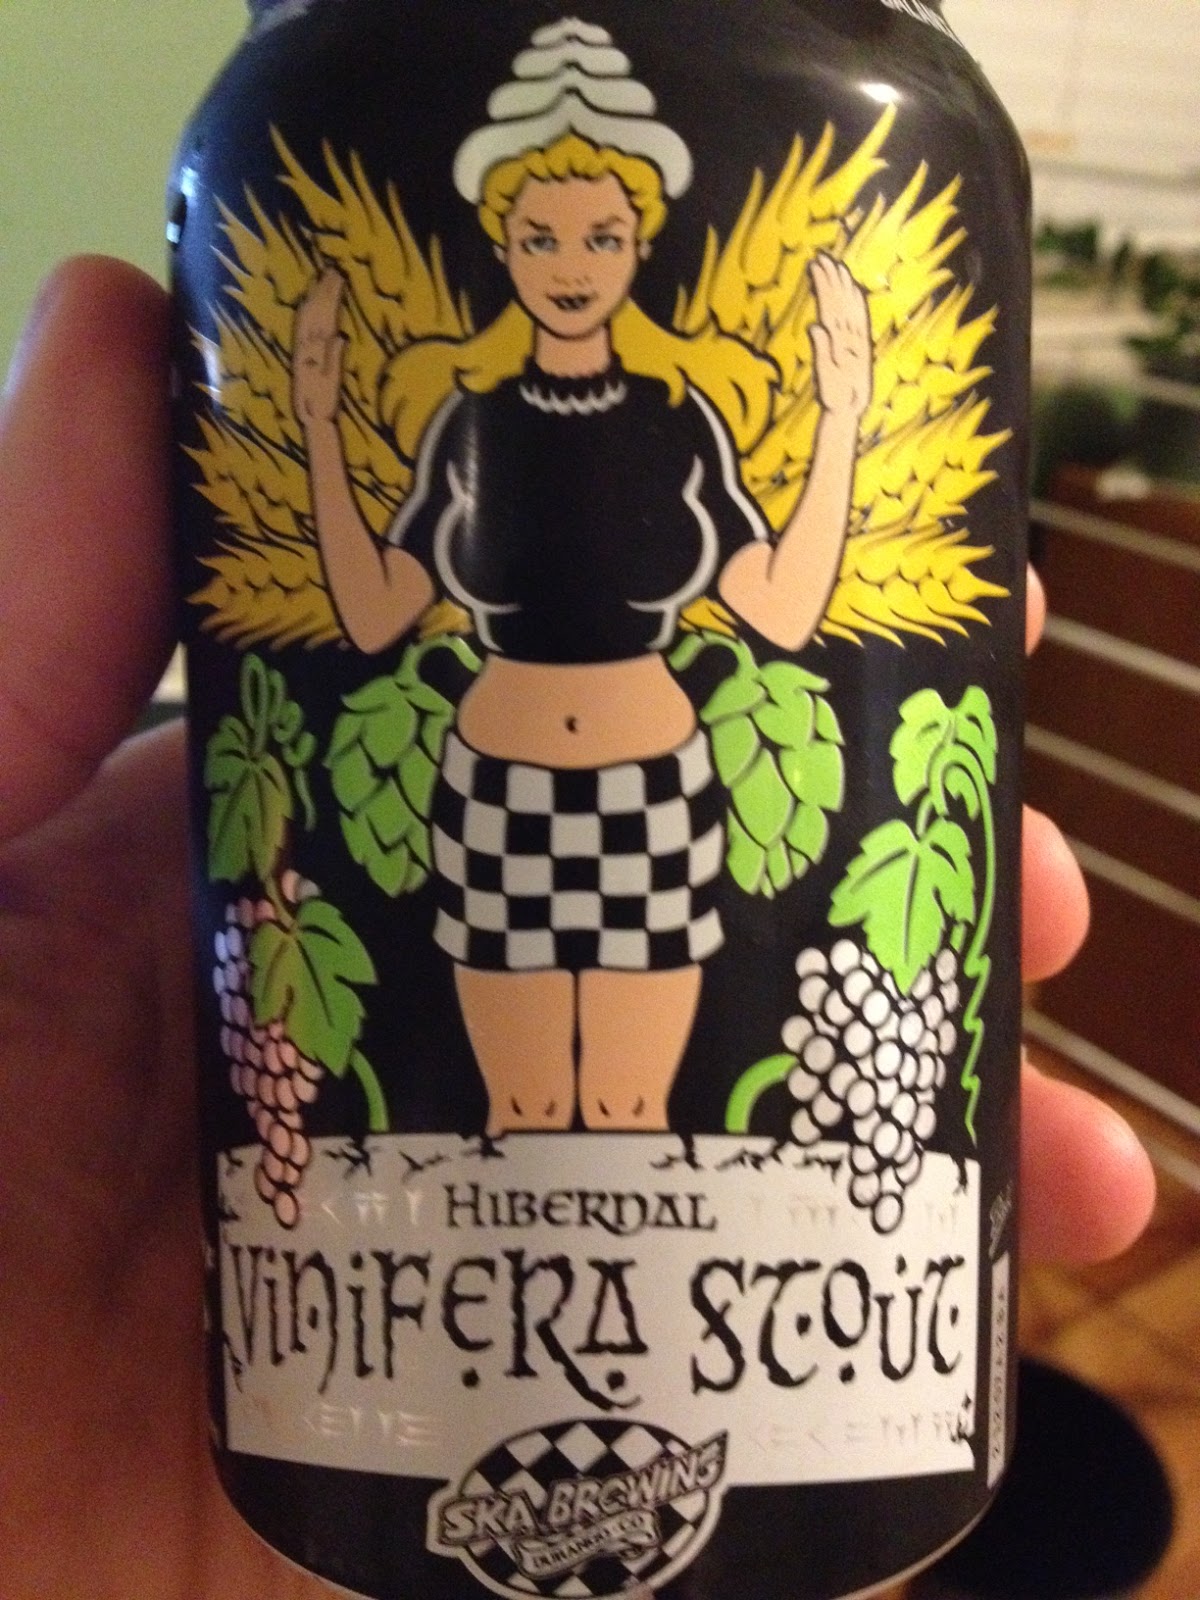 HIBERNAL
VINIFERA STOUT
SKA BREWING
DURANGO CO